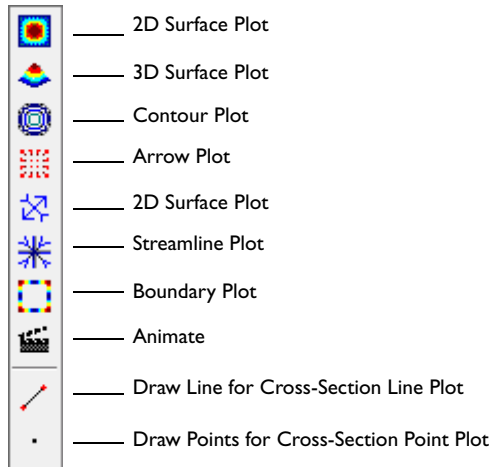 2D Surface Plot
3D Surface Plot
Contour Plot
Arrow Plot
2D Surface Plot
Streamline Plot
Boundary Plot
Animate
Draw Line for Cross-Section Line Plot
Draw Points for Cross-Section Point Plot